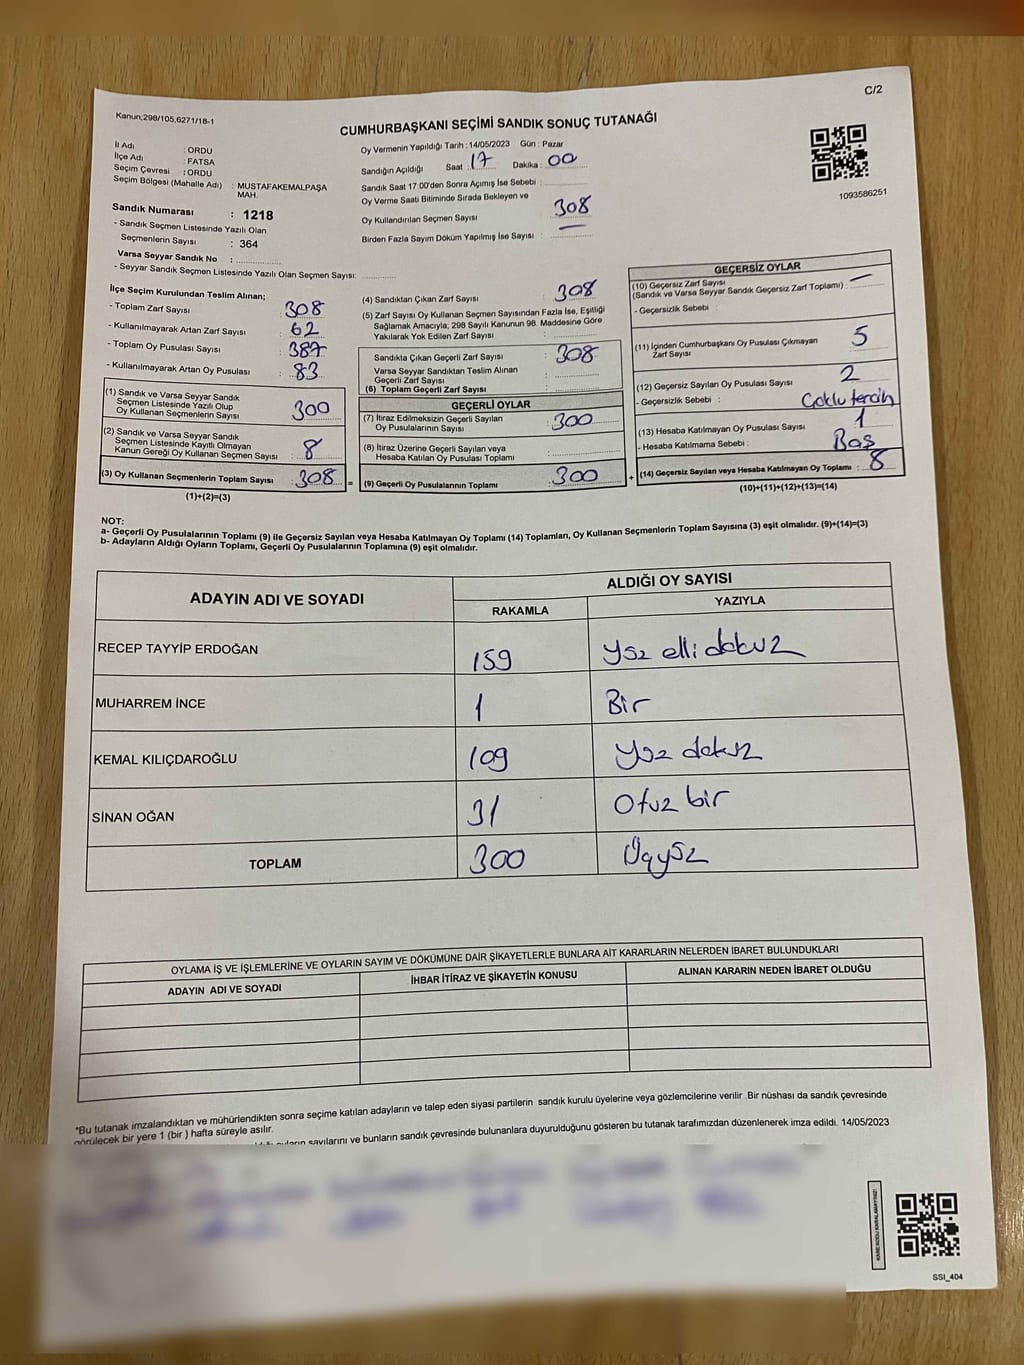 C/2
Kanun,298/105,6271/18-1
CUMHURBAŞKANI SEÇİMİ SANDIK SONUÇ TUTANAĞI
İl Adı : ORDU
İlçe Adı : FATSA
Seçim Çevresi : ORDU
Seçim Bölgesi (Mahalle Adı) : MUSTAFAKEMALPAŞA
MAH.
Sandık Numarası : 1218
- Sandık Seçmen Listesinde Yazılı Olan
Seçmenlerin Sayısı : 364
Varsa Seyyar Sandık No :
- Seyyar Sandık Seçmen Listesinde Yazılı Olan Seçmen Sayısı:
Oy Vermenin Yapıldığı Tarih : 14/05/2023 Gün : Pazar
Sandığın Açıldığı Saat : 17 Dakika : 00
Sandık Saat 17:00'den Sonra Açımış İse Sebebi :
Oy Verme Saati Bitiminde Sırada Bekleyen ve
Oy Kullandırılan Seçmen Sayısı 308
Birden Fazla Sayım Döküm Yapılmış İse Sayısı : —
1093586251
İlçe Seçim Kurulundan Teslim Alınan;
- Toplam Zarf Sayısı : 308
- Kullanılmayarak Artan Zarf Sayısı : 62
- Toplam Oy Pusulası Sayısı : 387
- Kullanılmayarak Artan Oy Pusulası : 83
(1) Sandık ve Varsa Seyyar Sandık
Seçmen Listesinde Yazılı Olup
Oy Kullanan Seçmenlerin Sayısı : 300
(2) Sandık ve Varsa Seyyar Sandık
Seçmen Listesinde Kayıtlı Olmayan
Kanun Gereği Oy Kullanan Seçmen Sayısı : 8
(3) Oy Kullanan Seçmenlerin Toplam Sayısı : 308 =
(1)+(2)=(3)
(4) Sandıktan Çıkan Zarf Sayısı : 308
(5) Zarf Sayısı Oy Kullanan Seçmen Sayısından Fazla İse, Eşitliği
Sağlamak Amacıyla; 298 Sayılı Kanunun 98. Maddesine Göre
Yakılarak Yok Edilen Zarf Sayısı :
Sandıkta Çıkan Geçerli Zarf Sayısı : 308
Varsa Seyyar Sandıktan Teslim Alınan
Geçerli Zarf Sayısı
(6) Toplam Geçerli Zarf Sayısı :
GEÇERLİ OYLAR
(7) İtiraz Edilmeksizin Geçerli Sayılan
Oy Pusulalarının Sayısı : 300
(8) İtiraz Üzerine Geçerli Sayılan veya
Hesaba Katılan Oy Pusulası Toplamı :
(9) Geçerli Oy Pusulalarının Toplamı : 300 +
GEÇERSİZ OYLAR
(10) Geçersiz Zarf Sayısı
(Sandık ve Varsa Seyyar Sandık Geçersiz Zarf Toplamı) : —
- Geçersizlik Sebebi :
(11) İçinden Cumhurbaşkanı Oy Pusulası Çıkmayan
Zarf Sayısı : 5
(12) Geçersiz Sayılan Oy Pusulası Sayısı : 2
- Geçersizlik Sebebi : Çoklu tercih
(13) Hesaba Katılmayan Oy Pusulası Sayısı : 1
- Hesaba Katılmama Sebebi : Boş
(14) Geçersiz Sayılan veya Hesaba Katılmayan Oy Toplamı : 8
(10)+(11)+(12)+(13)=(14)
NOT:
a- Geçerli Oy Pusulalarının Toplamı (9) ile Geçersiz Sayılan veya Hesaba Katılmayan Oy Toplamı (14) Toplamları, Oy Kullanan Seçmenlerin Toplam Sayısına (3) eşit olmalıdır. (9)+(14)=(3)
b- Adayların Aldığı Oyların Toplamı, Geçerli Oy Pusulalarının Toplamına (9) eşit olmalıdır.
ADAYIN ADI VE SOYADI ALDIĞI OY SAYISI
RAKAMLA YAZIYLA
RECEP TAYYİP ERDOĞAN 159 Yüz elli dokuz
MUHARREM İNCE 1 Bir
KEMAL KILIÇDAROĞLU 109 Yüz dokuz
SİNAN OĞAN 31 Otuz bir
TOPLAM 300 Üçyüz
OYLAMA İŞ VE İŞLEMLERİNE VE OYLARIN SAYIM VE DÖKÜMÜNE DAİR ŞİKAYETLERLE BUNLARA AİT KARARLARIN NELERDEN İBARET BULUNDUKLARI
ADAYIN ADI VE SOYADI İHBAR İTİRAZ VE ŞİKAYETİN KONUSU ALINAN KARARIN NEDEN İBARET OLDUĞU
*Bu tutanak imzalandıktan ve mühürlendikten sonra seçime katılan adayların ve talep eden siyasi partilerin sandık kurulu üyelerine veya gözlemcilerine verilir .Bir nüshası da sandık çevresinde
görülecek bir yere 1 (bir ) hafta süreyle asılır.
sayılarını ve bunların sandık çevresinde bulunanlara duyurulduğunu gösteren bu tutanak tarafımızdan düzenlenerek imza edildi. 14/05/2023
KAREKODU KARALAMAYINIZ!
SSI_404